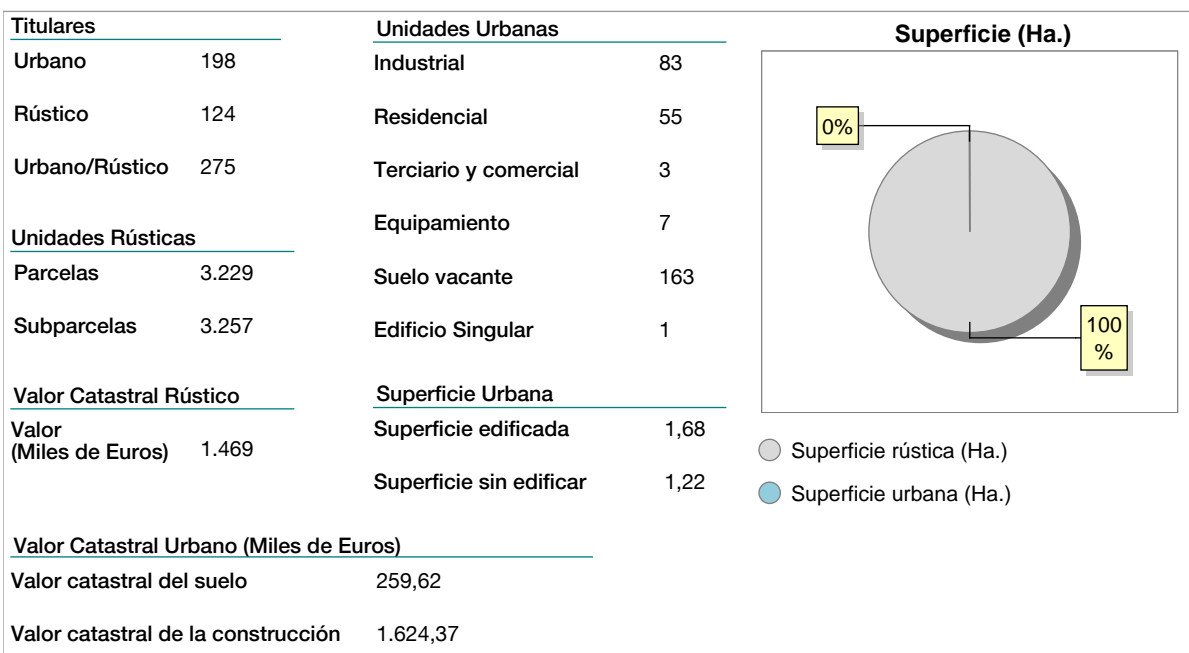 Titulares
Urbano 198
Rústico 124
Urbano/Rústico 275
Unidades Rústicas
Parcelas 3.229
Subparcelas 3.257
Valor Catastral Rústico
Valor
(Miles de Euros) 1.469
Unidades Urbanas
Industrial 83
Residencial 55
Terciario y comercial 3
Equipamiento 7
Suelo vacante 163
Edificio Singular 1
Superficie Urbana
Superficie edificada 1,68
Superficie sin edificar 1,22
Valor Catastral Urbano (Miles de Euros)
Valor catastral del suelo 259,62
Valor catastral de la construcción 1.624,37
Superficie (Ha.)
0%
100
%
Superficie rústica (Ha.)
Superficie urbana (Ha.)